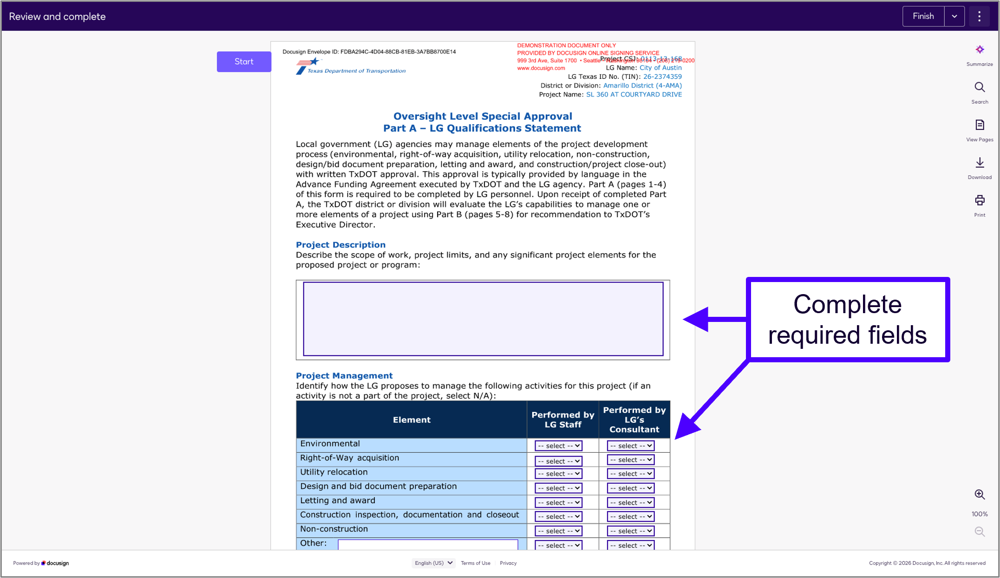 Review and complete
Finish
Start
Docusign Envelope ID: FDBA294C-4D04-88CB-81EB-3A7BB8700E14
DEMONSTRATION DOCUMENT ONLY
PROVIDED BY DOCUSIGN ONLINE SIGNING SERVICE
999 3rd Ave, Suite 1700 • Seattle • Washington 98104 • (206) 219-0200
www.docusign.com
Texas Department of Transportation
Project CSJ: 0113-13-168
LG Name: City of Austin
LG Texas ID No. (TIN): 26-2374359
District or Division: Amarillo District (4-AMA)
Project Name: SL 360 AT COURTYARD DRIVE
Summarize
Search
View Pages
Download
Print
Oversight Level Special Approval
Part A – LG Qualifications Statement
Local government (LG) agencies may manage elements of the project development
process (environmental, right-of-way acquisition, utility relocation, non-construction,
design/bid document preparation, letting and award, and construction/project close-out)
with written TxDOT approval. This approval is typically provided by language in the
Advance Funding Agreement executed by TxDOT and the LG agency. Part A (pages 1-4)
of this form is required to be completed by LG personnel. Upon receipt of completed Part
A, the TxDOT district or division will evaluate the LG's capabilities to manage one or
more elements of a project using Part B (pages 5-8) for recommendation to TxDOT's
Executive Director.
Project Description
Describe the scope of work, project limits, and any significant project elements for the
proposed project or program:
Complete
required fields
Project Management
Identify how the LG proposes to manage the following activities for this project (if an
activity is not a part of the project, select N/A):
Element
Performed by
LG Staff
Performed by
LG's
Consultant
Environmental -- select -- -- select --
Right-of-Way acquisition -- select -- -- select --
Utility relocation -- select -- -- select --
Design and bid document preparation -- select -- -- select --
Letting and award -- select -- -- select --
Construction inspection, documentation and closeout -- select -- -- select --
Non-construction -- select -- -- select --
Other: -- select -- -- select --
100%
Powered by docusign
English (US) Terms of Use Privacy
Copyright © 2026 Docusign, Inc. All rights reserved